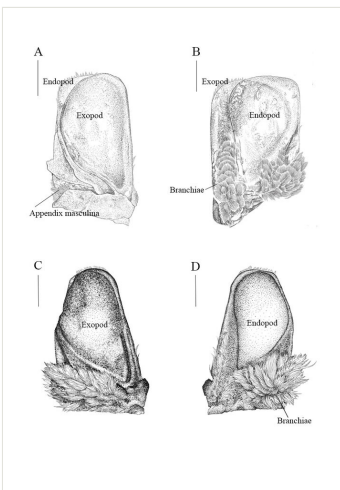 A
Endopod
Exopod
Appendix masculina
B
Exopod
Endopod
Branchiae
C
Exopod
D
Endopod
Branchiae